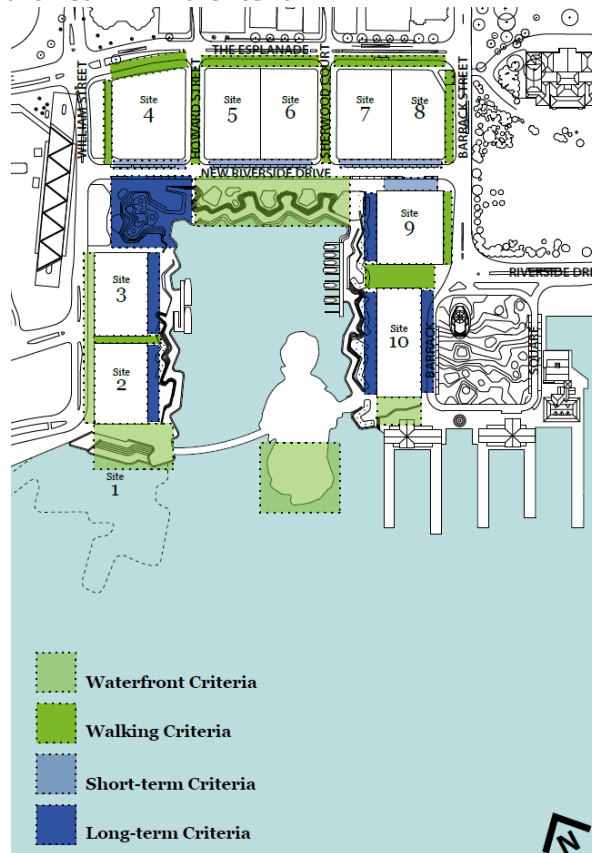 THE ESPLANADE
WILLIAM STREET
HOWARD STREET
SHERWOOD COURT
BARRACK STREET
Site
4
Site
5
Site
6
Site
7
Site
8
NEW RIVERSIDE DRIVE
Site
9
RIVERSIDE DRI
Site
3
Site
10
BARRACK
SQUARE
Site
2
Site
1
Waterfront Criteria
Walking Criteria
Short-term Criteria
Long-term Criteria
N